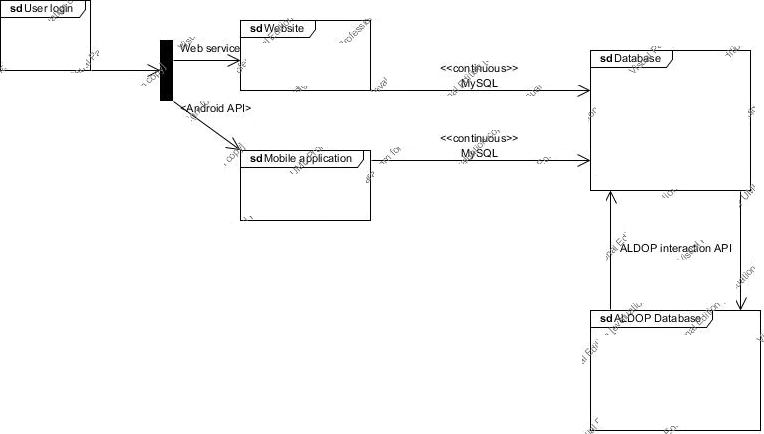 sd User login
sd Website
Web service
<<continuous>>
MySQL
sd Database
<Android API>
<<continuous>>
MySQL
sd Mobile application
ALDOP interaction API
sd ALDOP Database